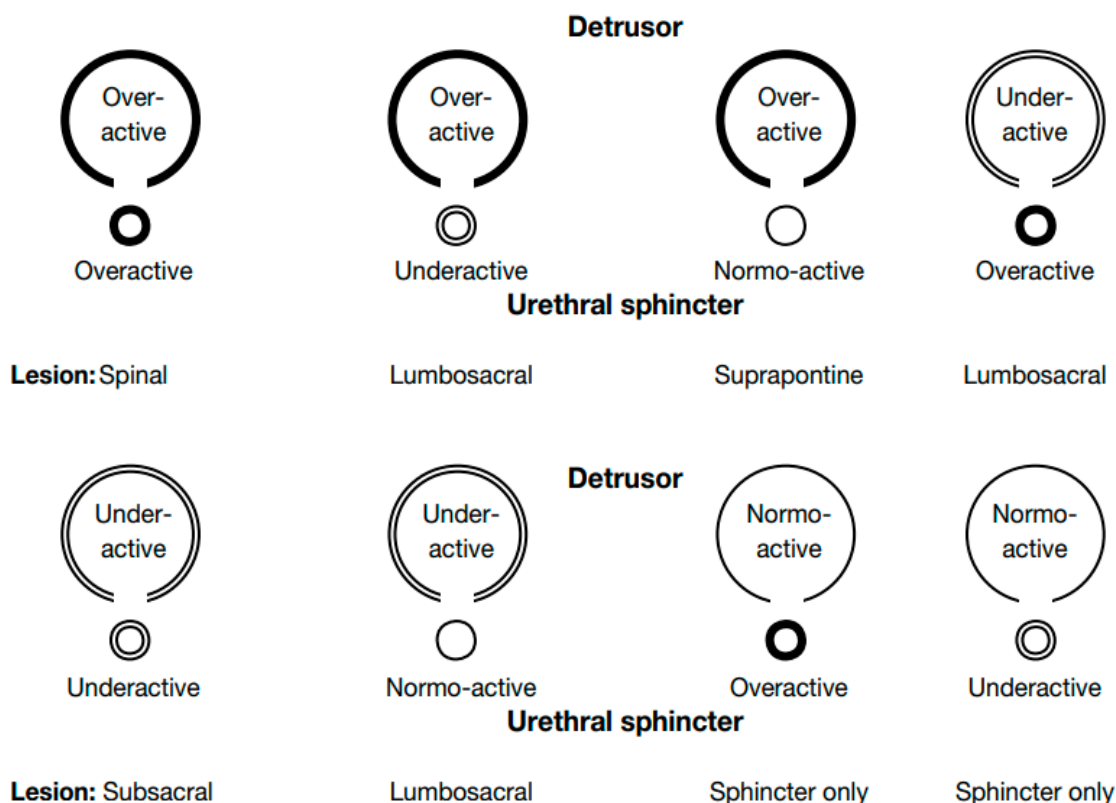 Detrusor
Over-
active
Over-
active
Over-
active
Under-
active
Overactive
Underactive
Normo-active
Overactive
Urethral sphincter
Lesion: Spinal
Lumbosacral
Suprapontine
Lumbosacral
Detrusor
Under-
active
Under-
active
Normo-
active
Normo-
active
Underactive
Normo-active
Overactive
Underactive
Urethral sphincter
Lesion: Subsacral
Lumbosacral
Sphincter only
Sphincter only